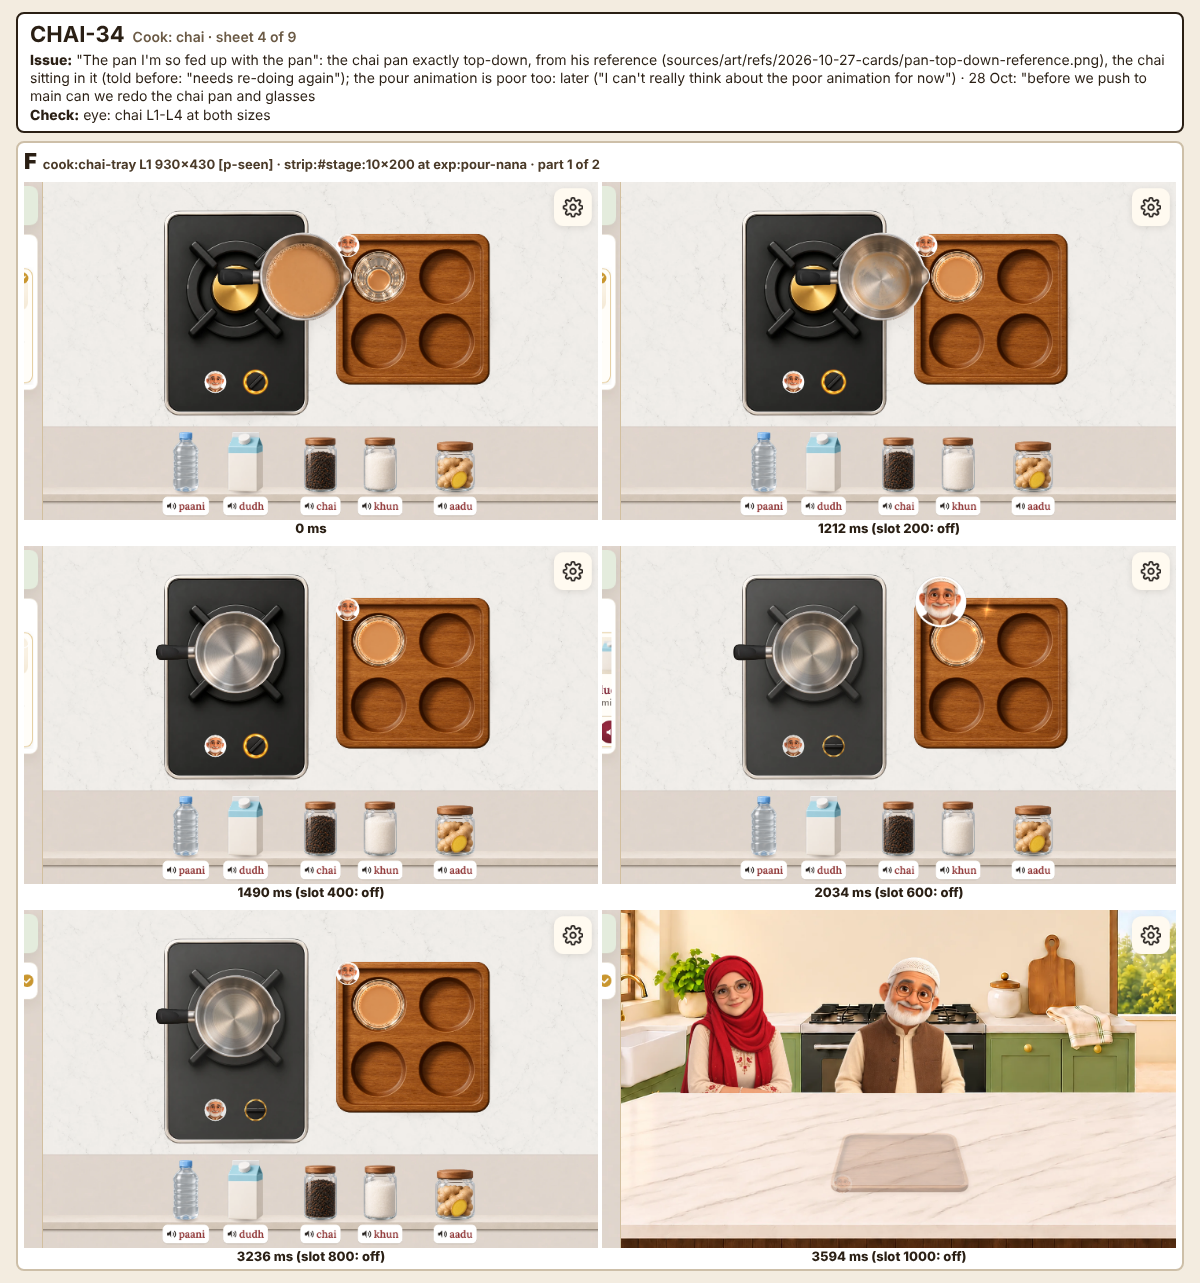 CHAI-34 Cook: chai · sheet 4 of 9
Issue: "The pan I'm so fed up with the pan": the chai pan exactly top-down, from his reference (sources/art/refs/2026-10-27-cards/pan-top-down-reference.png), the chai
sitting in it (told before: "needs re-doing again"); the pour animation is poor too: later ("I can't really think about the poor animation for now") · 28 Oct: "before we push to
main can we redo the chai pan and glasses
Check: eye: chai L1-L4 at both sizes
F cook:chai-tray L1 930×430 [p-seen] · strip:#stage:10×200 at exp:pour-nana · part 1 of 2
paani dudh chai khun aadu
paani dudh chai khun aadu
0 ms
1212 ms (slot 200: off)
paani dudh chai khun aadu
paani dudh chai khun aadu
1490 ms (slot 400: off)
2034 ms (slot 600: off)
paani dudh chai khun aadu
3236 ms (slot 800: off)
3594 ms (slot 1000: off)